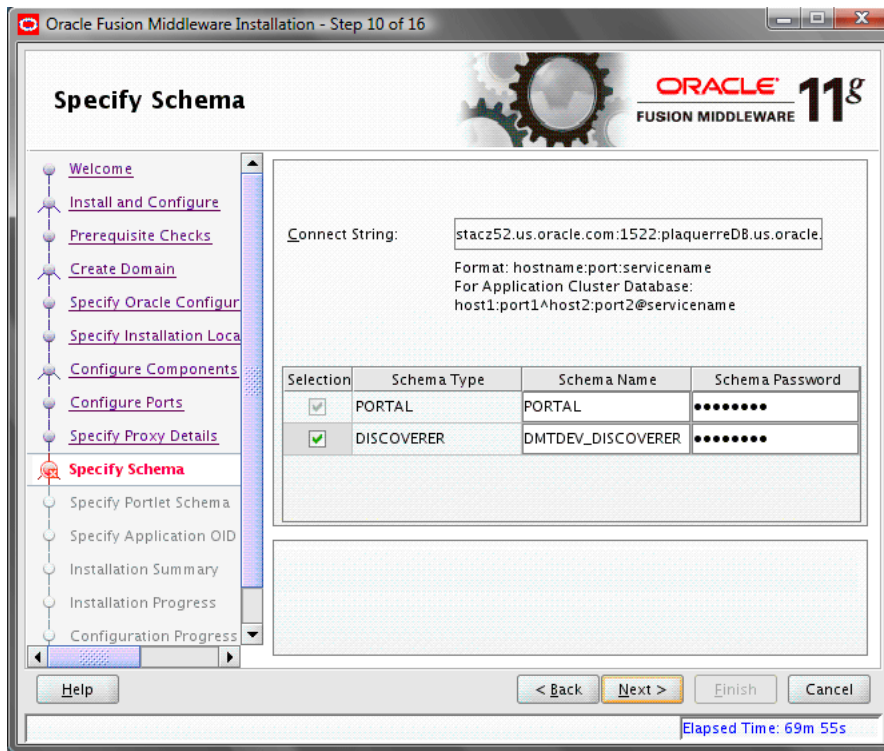 Oracle Fusion Middleware Installation - Step 10 of 16
Specify Schema
ORACLE
FUSION MIDDLEWARE
11g
Welcome
Install and Configure
Prerequisite Checks
Create Domain
Specify Oracle Configur
Specify Installation Loca
Configure Components
Configure Ports
Specify Proxy Details
Specify Schema
Specify Portlet Schema
Specify Application OID
Installation Summary
Installation Progress
Configuration Progress
Connect String: stacz52.us.oracle.com:1522:plaquerreDB.us.oracle.
Format: hostname:port:servicename
For Application Cluster Database:
host1:port1^host2:port2@servicename
Selection Schema Type Schema Name Schema Password
PORTAL PORTAL ••••••••
DISCOVERER DMTDEV_DISCOVERER ••••••••
Help < Back Next > Finish Cancel
Elapsed Time: 69m 55s